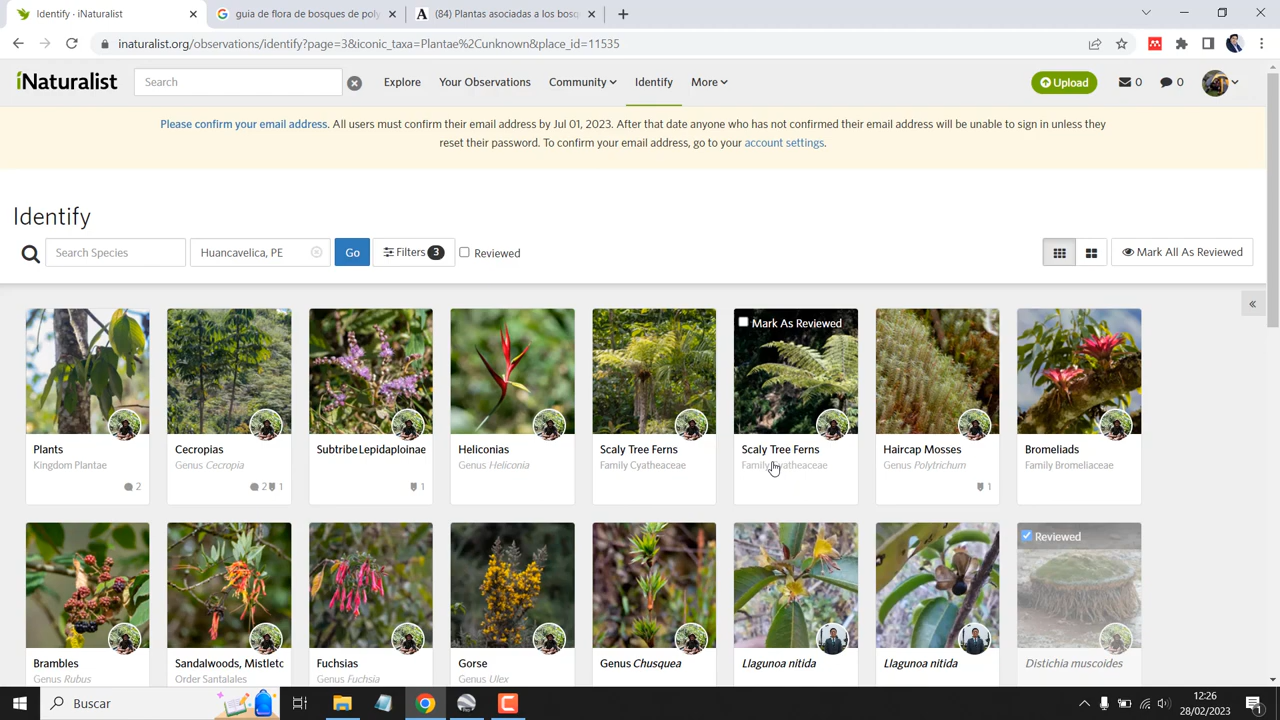 Identify · iNaturalist
guia de flora de bosques de poly
(84) Plantas asociadas a los bosq
inaturalist.org/observations/identify?page=3&iconic_taxa=Plantae%2Cunknown&place_id=11535
iNaturalist
Search
Explore
Your Observations
Community
Identify
More
Upload
0
0
Please confirm your email address. All users must confirm their email address by Jul 01, 2023. After that date anyone who has not confirmed their email address will be unable to sign in unless they
reset their password. To confirm your email address, go to your account settings.
Identify
Search Species
Huancavelica, PE
Go
Filters 3
Reviewed
Mark All As Reviewed
Mark As Reviewed
Plants
Kingdom Plantae
2
Cecropias
Genus Cecropia
2 1
Subtribe Lepidaploinae
1
Heliconias
Genus Heliconia
Scaly Tree Ferns
Family Cyatheaceae
Scaly Tree Ferns
Family Cyatheaceae
Haircap Mosses
Genus Polytrichum
1
Bromeliads
Family Bromeliaceae
Reviewed
Brambles
Genus Rubus
Sandalwoods, Mistletc
Order Santalales
Fuchsias
Genus Fuchsia
Gorse
Genus Ulex
Genus Chusquea
Llagunoa nitida
Llagunoa nitida
Distichia muscoides
Buscar
12:26
28/02/2023
1